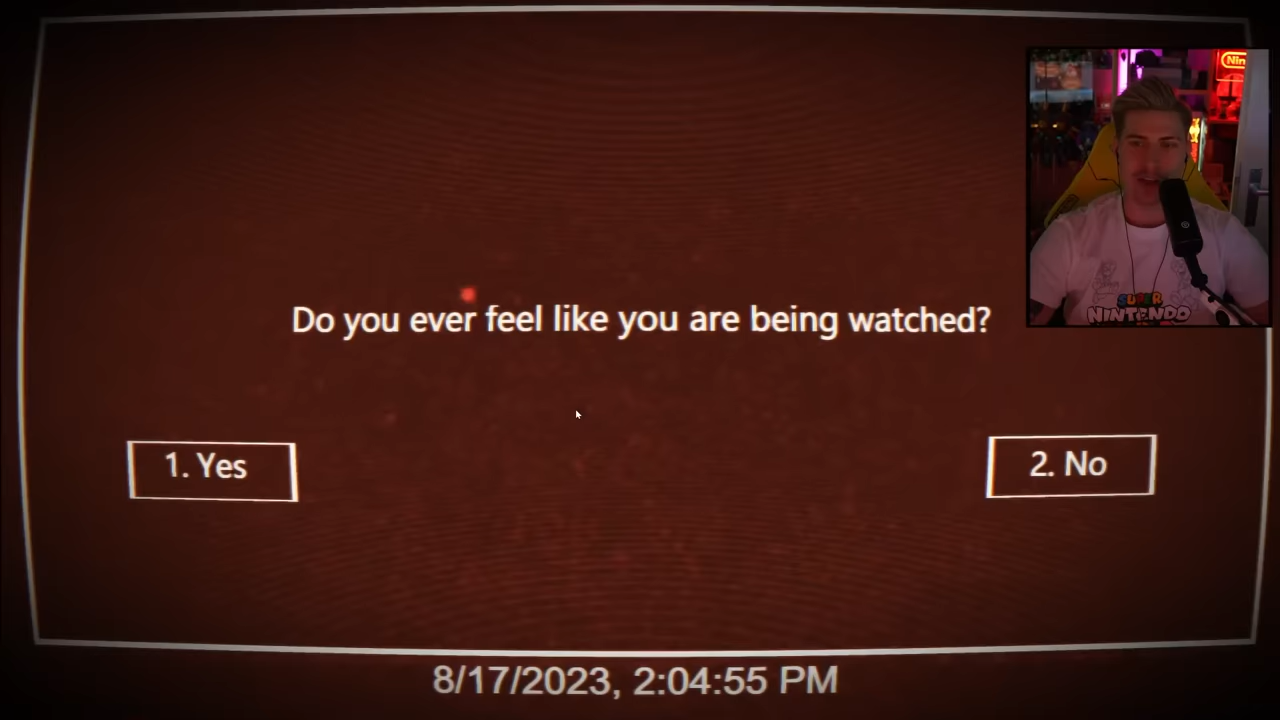 Nin
Do you ever feel like you are being watched?
SUPER
NINTENDO
1. Yes
2. No
8/17/2023, 2:04:55 PM